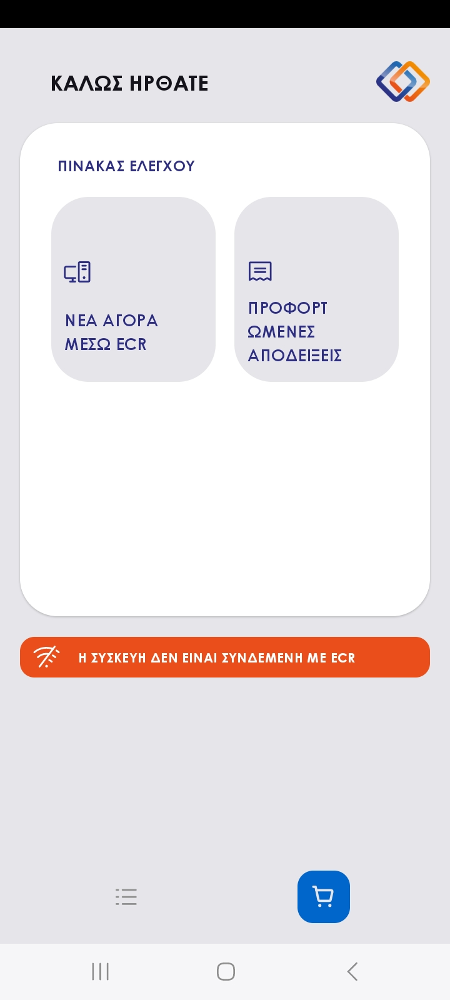 ΚΑΛΩΣ ΗΡΘΑΤΕ
ΠΙΝΑΚΑΣ ΕΛΕΓΧΟΥ
ΝΕΑ ΑΓΟΡΑ
ΜΕΣΩ ECR
ΠΡΟΦΟΡΤ
ΩΜΕΝΕΣ
ΑΠΟΔΕΙΞΕΙΣ
Η ΣΥΣΚΕΥΗ ΔΕΝ ΕΙΝΑΙ ΣΥΝΔΕΜΕΝΗ ΜΕ ECR